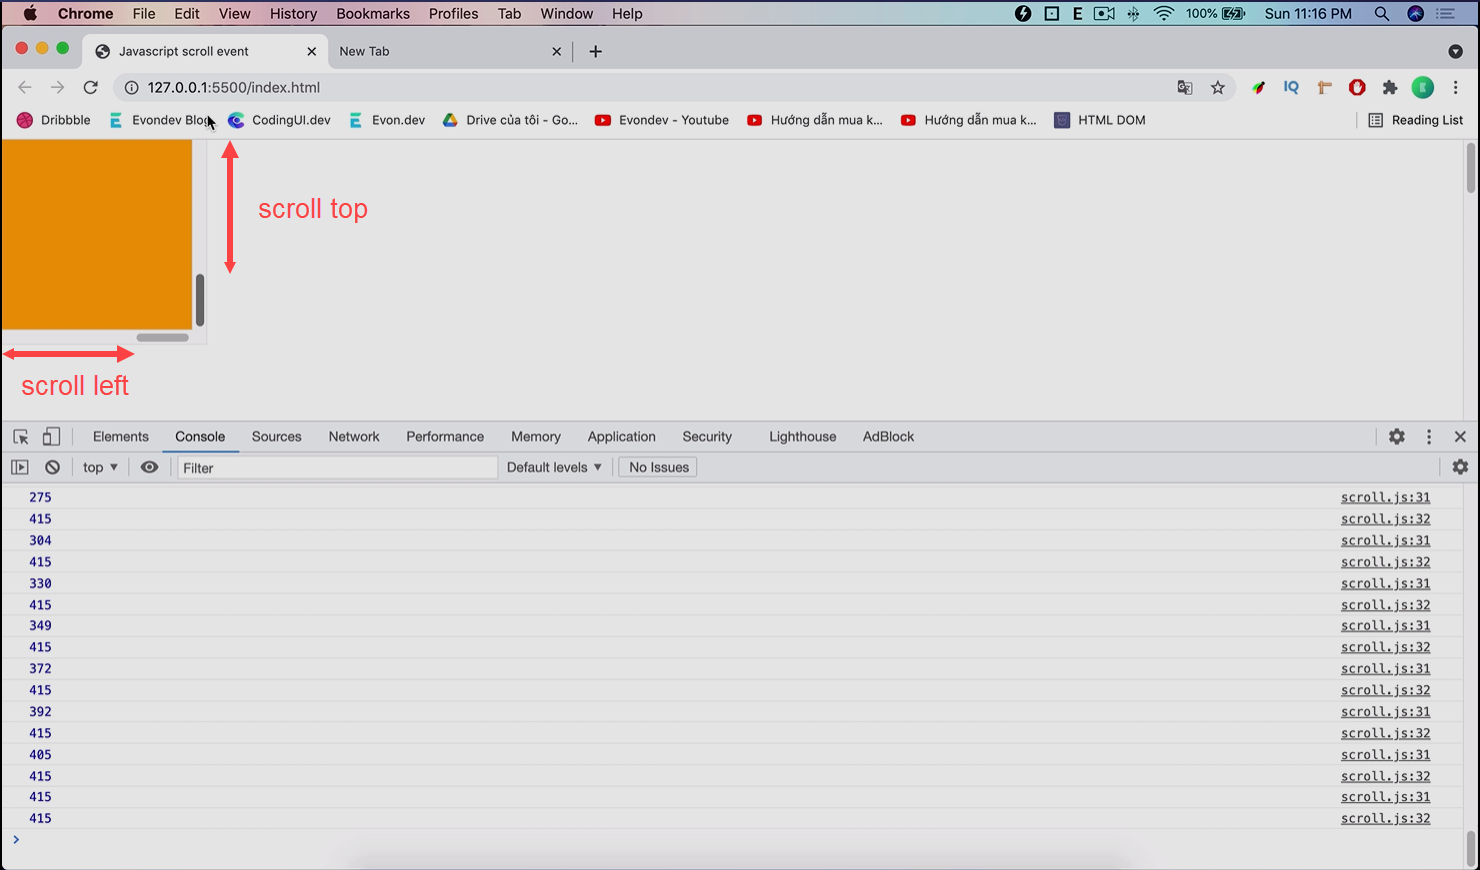 Chrome File Edit View History Bookmarks Profiles Tab Window Help E 100% Sun 11:16 PM
Javascript scroll event New Tab
127.0.0.1:5500/index.html IQ E
Dribbble Evondev Blog CodingUI.dev Evon.dev Drive của tôi - Go... Evondev - Youtube Hướng dẫn mua k... Hướng dẫn mua k... HTML DOM Reading List
scroll top
scroll left
Elements Console Sources Network Performance Memory Application Security Lighthouse AdBlock
top Filter Default levels No Issues
275 scroll.js:31
415 scroll.js:32
304 scroll.js:31
415 scroll.js:32
330 scroll.js:31
415 scroll.js:32
349 scroll.js:31
415 scroll.js:32
372 scroll.js:31
415 scroll.js:32
392 scroll.js:31
415 scroll.js:32
405 scroll.js:31
415 scroll.js:32
415 scroll.js:31
415 scroll.js:32